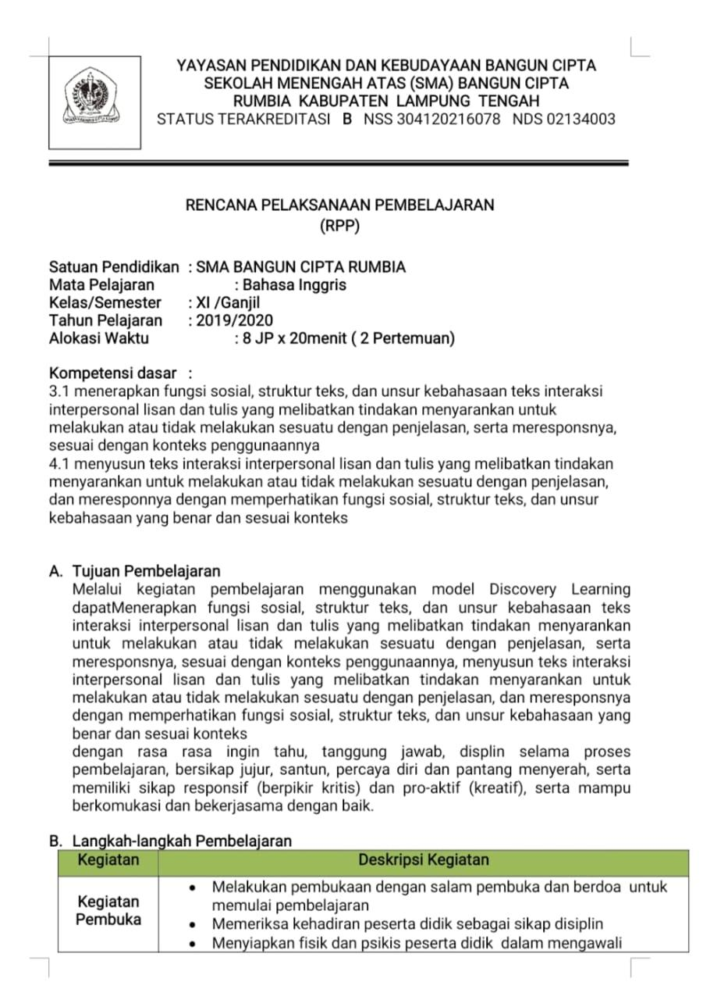 YAYASAN PENDIDIKAN DAN KEBUDAYAAN BANGUN CIPTA
SEKOLAH MENENGAH ATAS (SMA) BANGUN CIPTA
RUMBIA KABUPATEN LAMPUNG TENGAH
STATUS TERAKREDITASI B NSS 304120216078 NDS 02134003
RENCANA PELAKSANAAN PEMBELAJARAN
(RPP)
Satuan Pendidikan : SMA BANGUN CIPTA RUMBIA
Mata Pelajaran : Bahasa Inggris
Kelas/Semester : XI /Ganjil
Tahun Pelajaran : 2019/2020
Alokasi Waktu : 8 JP x 20menit ( 2 Pertemuan)
Kompetensi dasar :
3.1 menerapkan fungsi sosial, struktur teks, dan unsur kebahasaan teks interaksi
interpersonal lisan dan tulis yang melibatkan tindakan menyarankan untuk
melakukan atau tidak melakukan sesuatu dengan penjelasan, serta meresponsnya,
sesuai dengan konteks penggunaannya
4.1 menyusun teks interaksi interpersonal lisan dan tulis yang melibatkan tindakan
menyarankan untuk melakukan atau tidak melakukan sesuatu dengan penjelasan,
dan meresponnya dengan memperhatikan fungsi sosial, struktur teks, dan unsur
kebahasaan yang benar dan sesuai konteks
A. Tujuan Pembelajaran
Melalui kegiatan pembelajaran menggunakan model Discovery Learning
dapatMenerapkan fungsi sosial, struktur teks, dan unsur kebahasaan teks
interaksi interpersonal lisan dan tulis yang melibatkan tindakan menyarankan
untuk melakukan atau tidak melakukan sesuatu dengan penjelasan, serta
meresponsnya, sesuai dengan konteks penggunaannya, menyusun teks interaksi
interpersonal lisan dan tulis yang melibatkan tindakan menyarankan untuk
melakukan atau tidak melakukan sesuatu dengan penjelasan, dan meresponsnya
dengan memperhatikan fungsi sosial, struktur teks, dan unsur kebahasaan yang
benar dan sesuai konteks
dengan rasa rasa ingin tahu, tanggung jawab, displin selama proses
pembelajaran, bersikap jujur, santun, percaya diri dan pantang menyerah, serta
memiliki sikap responsif (berpikir kritis) dan pro-aktif (kreatif), serta mampu
berkomukasi dan bekerjasama dengan baik.
B. Langkah-langkah Pembelajaran
Kegiatan Deskripsi Kegiatan
Kegiatan
Pembuka
• Melakukan pembukaan dengan salam pembuka dan berdoa untuk
memulai pembelajaran
• Memeriksa kehadiran peserta didik sebagai sikap disiplin
• Menyiapkan fisik dan psikis peserta didik dalam mengawali